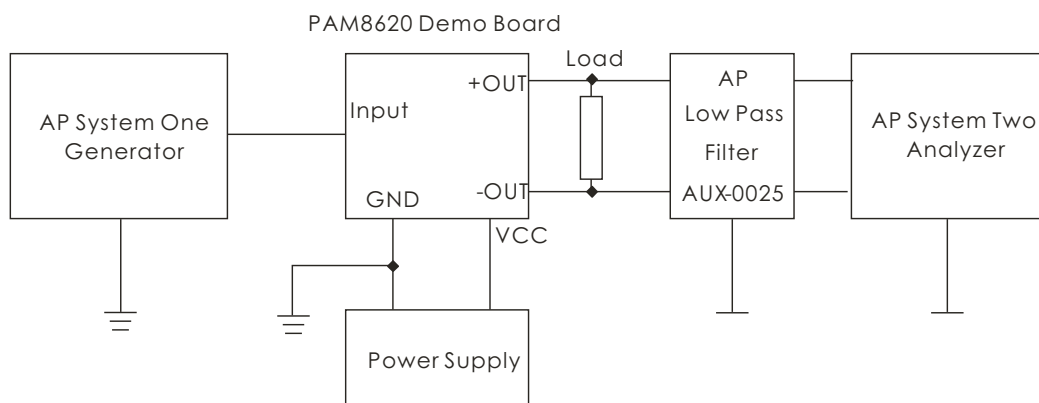 PAM8620 Demo Board
AP System One
Generator
Input
+OUT
-OUT
GND
VCC
Load
AP
Low Pass
Filter
AUX-0025
AP System Two
Analyzer
Power Supply